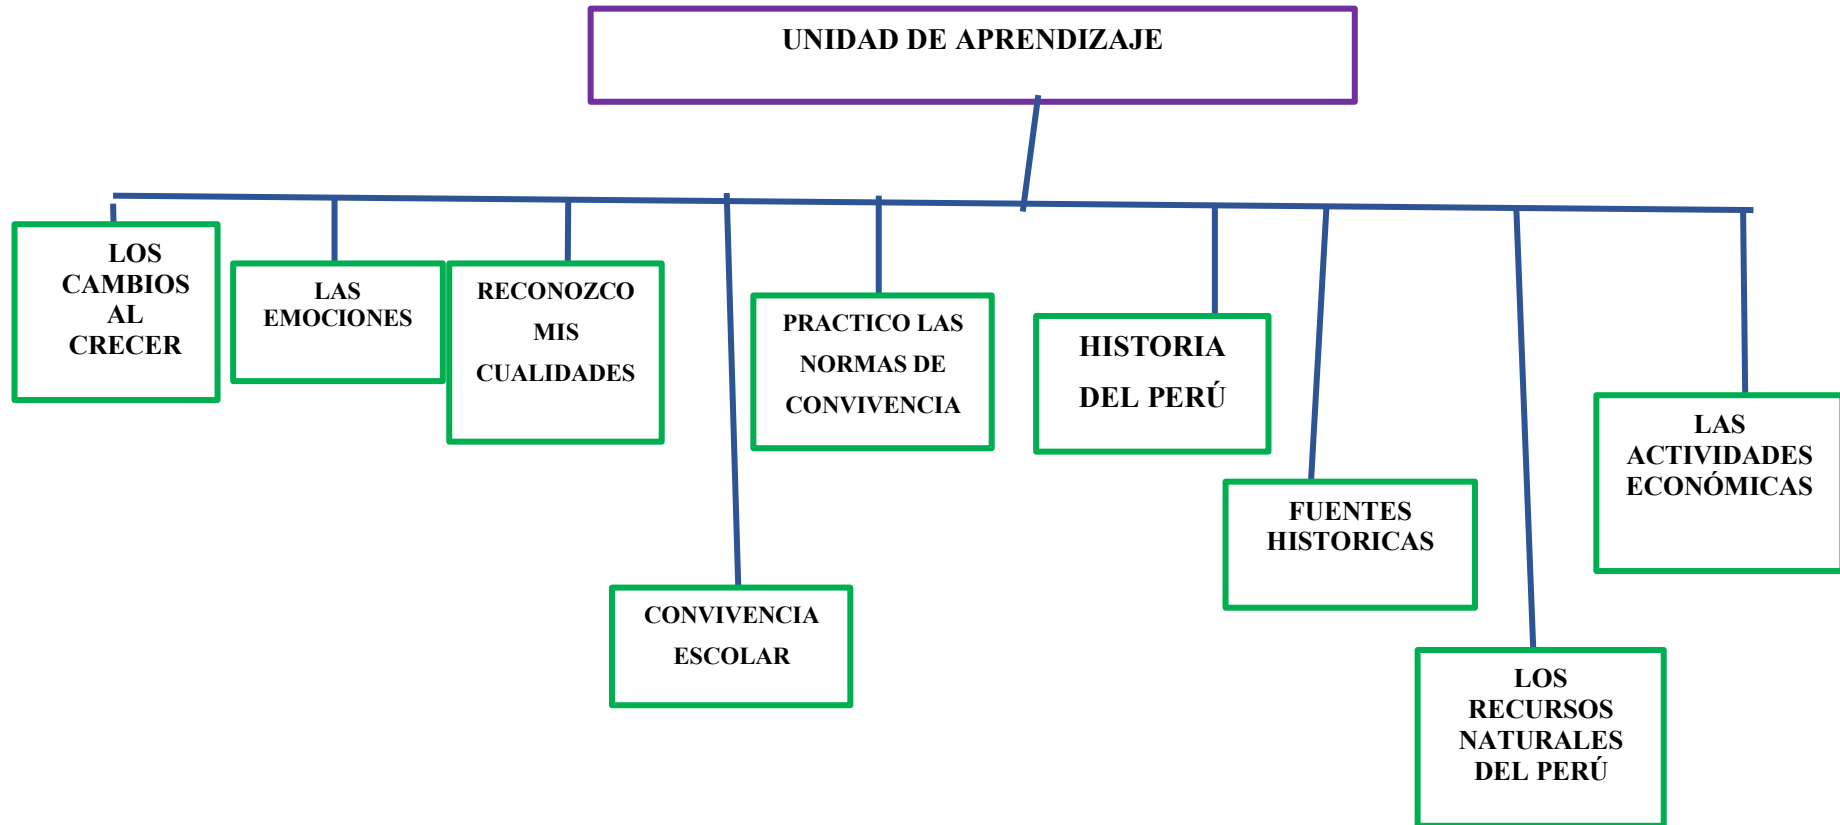 UNIDAD DE APRENDIZAJE
LOS
CAMBIOS
AL
CRECER
LAS
EMOCIONES
RECONOZCO
MIS
CUALIDADES
CONVIVENCIA
ESCOLAR
PRACTICO LAS
NORMAS DE
CONVIVENCIA
HISTORIA
DEL PERÚ
FUENTES
HISTORICAS
LOS
RECURSOS
NATURALES
DEL PERÚ
LAS
ACTIVIDADES
ECONÓMICAS